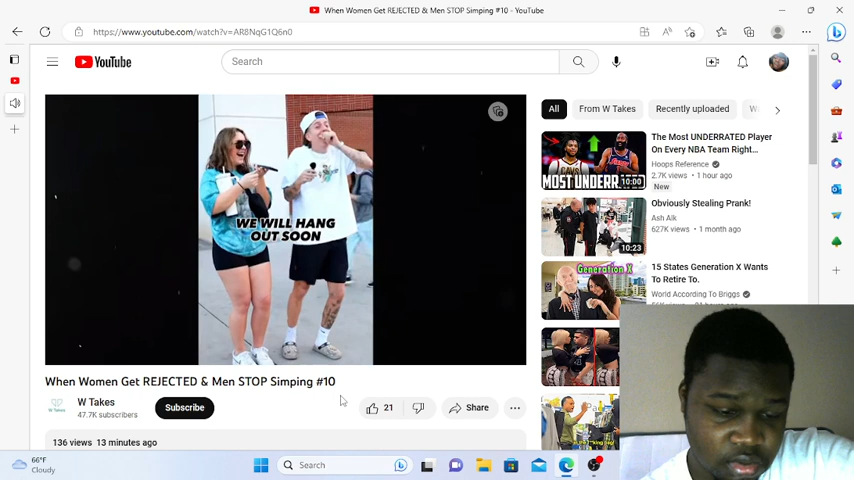 When Women Get REJECTED & Men STOP Simping #10 - YouTube
https://www.youtube.com/watch?v=AR8NqG1Q6n0
YouTube
Search
WE WILL HANG
OUT SOON
All
From W Takes
Recently uploaded
The Most UNDERRATED Player
On Every NBA Team Right...
Hoops Reference
2.7K views • 1 hour ago
New
MOST UNDERR
10:00
Obviously Stealing Prank!
Ash Alk
627K views • 1 month ago
10:23
Generation X
15 States Generation X Wants
To Retire To.
World According To Briggs
When Women Get REJECTED & Men STOP Simping #10
W Takes
47.7K subscribers
Subscribe
21
Share
136 views 13 minutes ago
66°F
Cloudy
Search